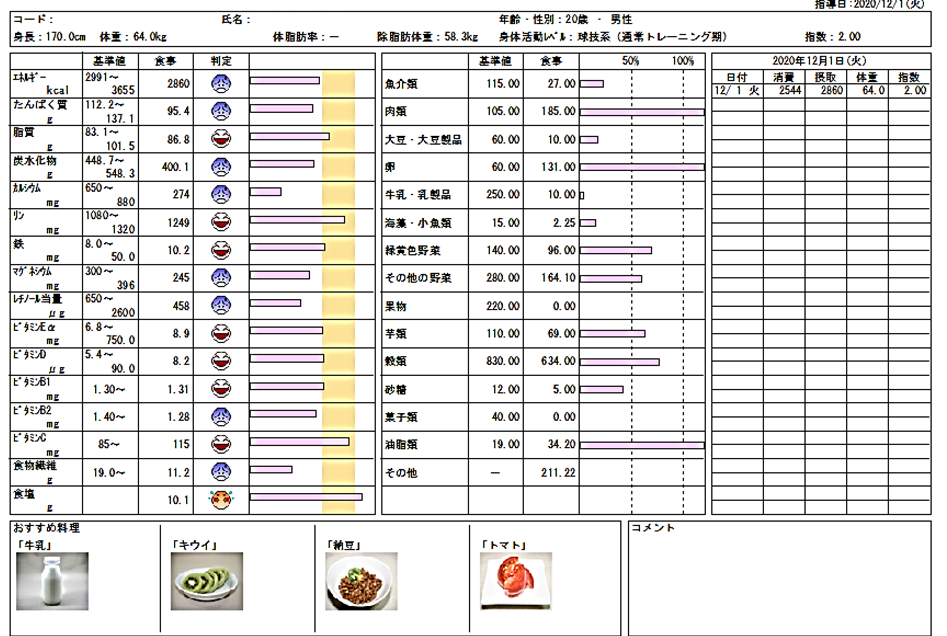 指導日:2020/12/1(火)
コード: 氏名: 年齢・性別:20歳 - 男性
身長:170.0cm 体重:64.0kg 体脂肪率:― 除脂肪体重:58.3kg 身体活動ﾚﾍﾞﾙ:球技系(通常トレーニング期) 指数:2.00
基準値 食事 判定
ｴﾈﾙｷﾞｰ kcal 2991～3655 2860
たんぱく質 g 112.2～137.1 95.4
脂質 g 83.1～101.5 86.8
炭水化物 g 448.7～548.3 400.1
ｶﾙｼｳﾑ mg 650～880 274
ﾘﾝ mg 1080～1320 1249
鉄 mg 8.0～50.0 10.2
ﾏｸﾞﾈｼｳﾑ mg 300～396 245
ﾚﾁﾉｰﾙ当量 μg 650～2600 458
ﾋﾞﾀﾐﾝEα mg 6.8～750.0 8.9
ﾋﾞﾀﾐﾝD μg 5.4～90.0 8.2
ﾋﾞﾀﾐﾝB1 mg 1.30～ 1.31
ﾋﾞﾀﾐﾝB2 mg 1.40～ 1.28
ﾋﾞﾀﾐﾝC mg 85～ 115
食物繊維 g 19.0～ 11.2
食塩 g 10.1
基準値 食事 50% 100%
魚介類 115.00 27.00
肉類 105.00 185.00
大豆・大豆製品 60.00 10.00
卵 60.00 131.00
牛乳・乳製品 250.00 10.00
海藻・小魚類 15.00 2.25
緑黄色野菜 140.00 96.00
その他の野菜 280.00 164.10
果物 220.00 0.00
芋類 110.00 69.00
穀類 830.00 634.00
砂糖 12.00 5.00
菓子類 40.00 0.00
油脂類 19.00 34.20
その他 ― 211.22
2020年12月1日(火)
日付 消費 摂取 体重 指数
12/ 1 火 2544 2860 64.0 2.00
おすすめ料理
「牛乳」 「キウイ」 「納豆」 「トマト」
コメント